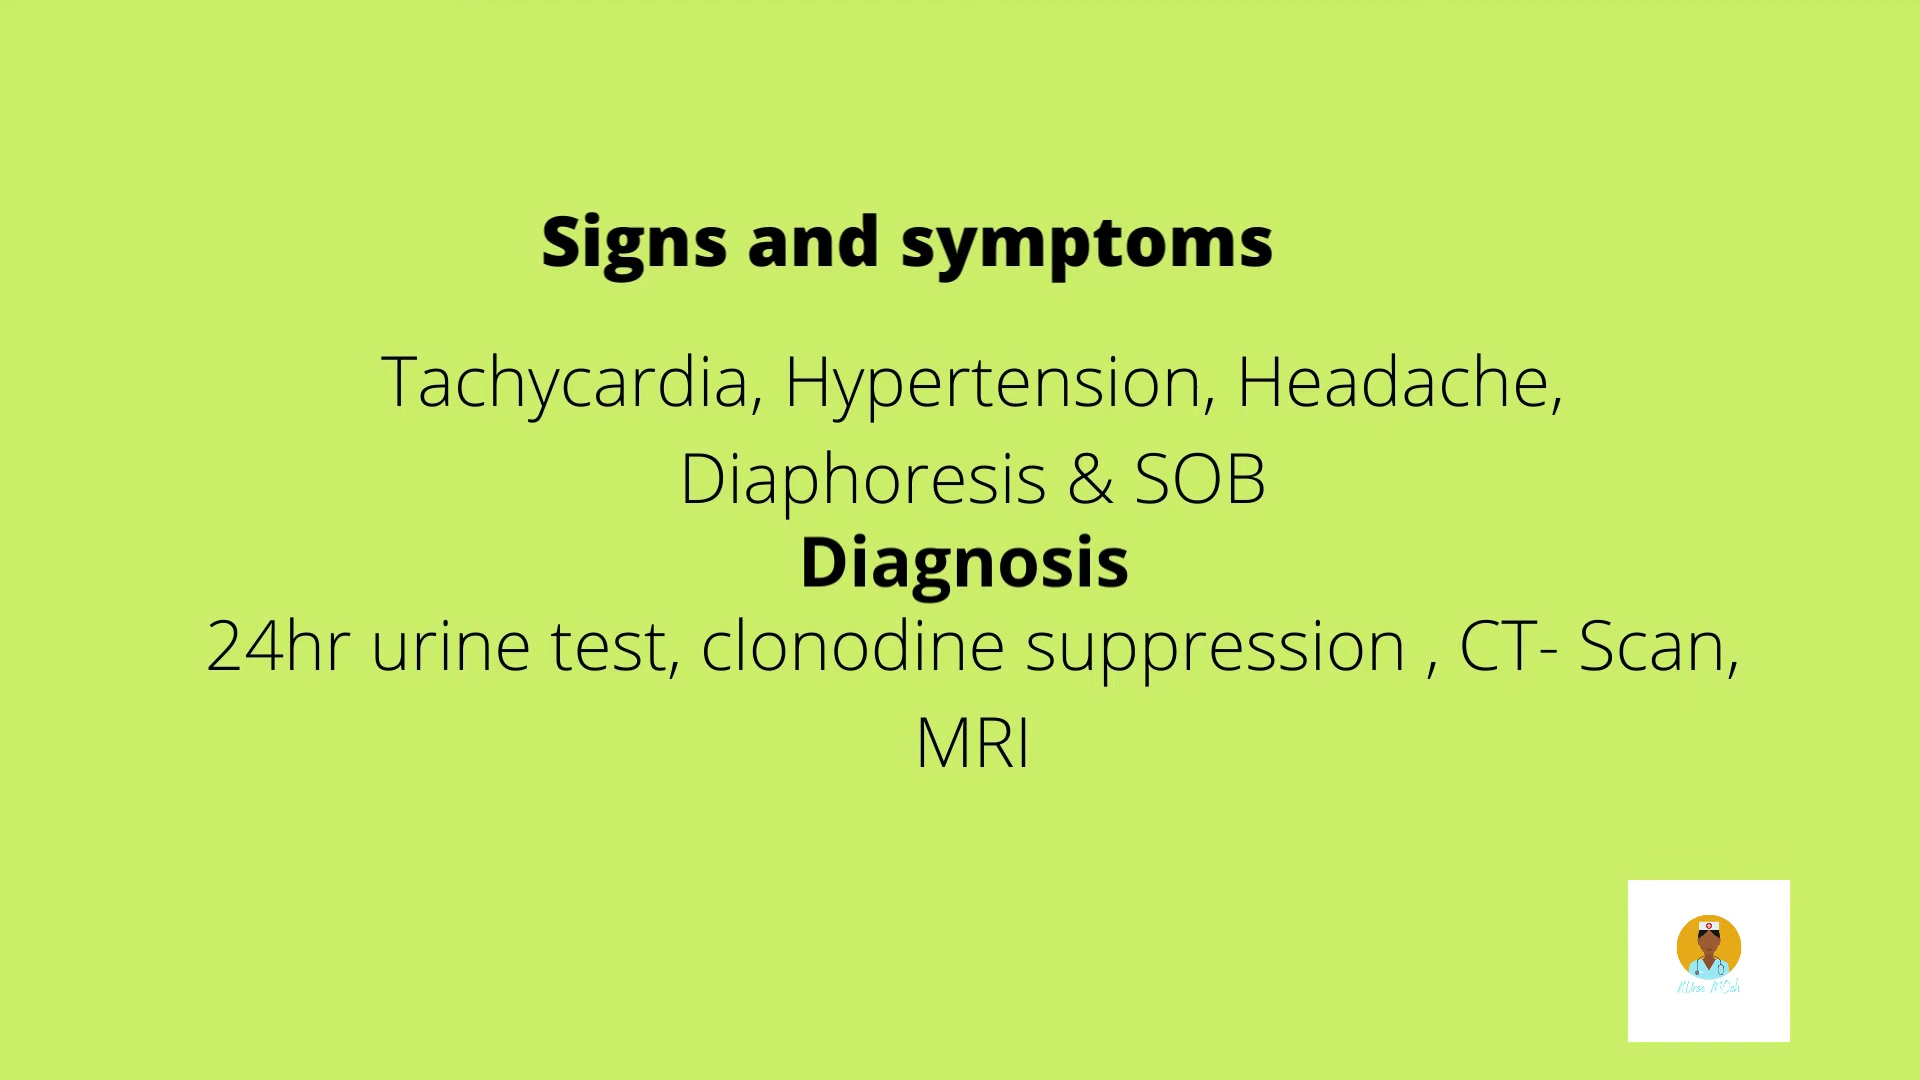 Signs and symptoms
Tachycardia, Hypertension, Headache,
Diaphoresis & SOB
Diagnosis
24hr urine test, clonodine suppression , CT- Scan,
MRI